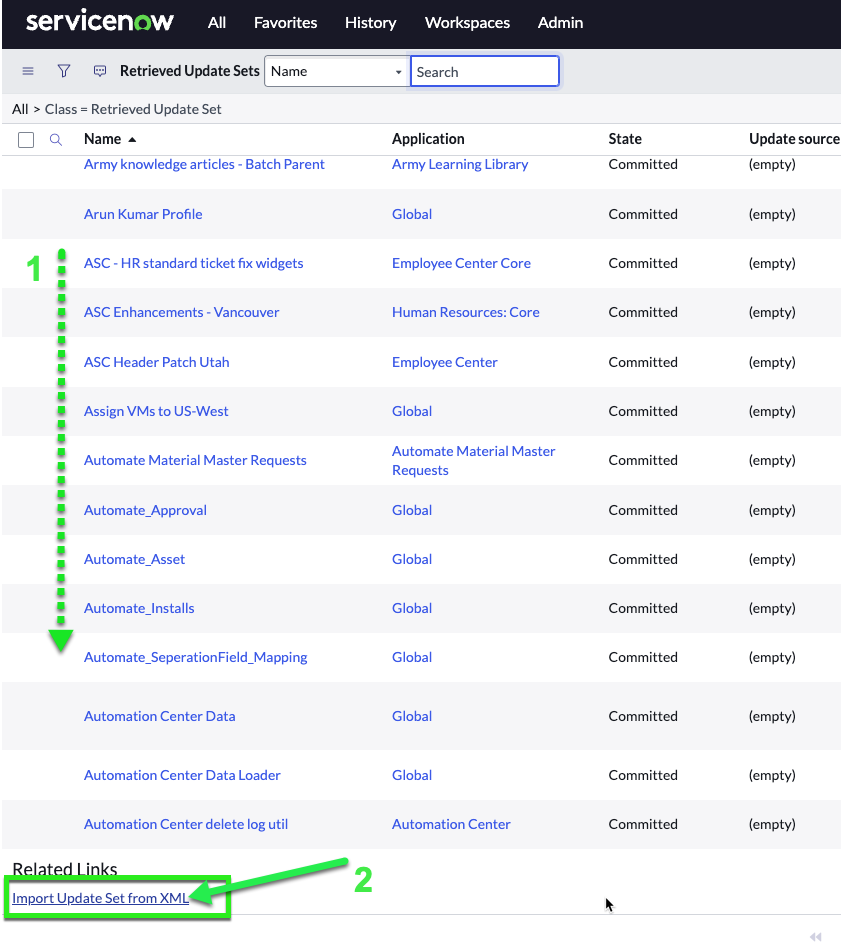 servicenow All Favorites History Workspaces Admin
Retrieved Update Sets Name Search
All > Class = Retrieved Update Set
Name Application State Update source
Army knowledge articles - Batch Parent Army Learning Library Committed (empty)
Arun Kumar Profile Global Committed (empty)
1
ASC - HR standard ticket fix widgets Employee Center Core Committed (empty)
ASC Enhancements - Vancouver Human Resources: Core Committed (empty)
ASC Header Patch Utah Employee Center Committed (empty)
Assign VMs to US-West Global Committed (empty)
Automate Material Master Requests Automate Material Master Requests Committed (empty)
Automate_Approval Global Committed (empty)
Automate_Asset Global Committed (empty)
Automate_Installs Global Committed (empty)
Automate_SeperationField_Mapping Global Committed (empty)
Automation Center Data Global Committed (empty)
Automation Center Data Loader Global Committed (empty)
Automation Center delete log util Automation Center Committed (empty)
Related Links
2
Import Update Set from XML